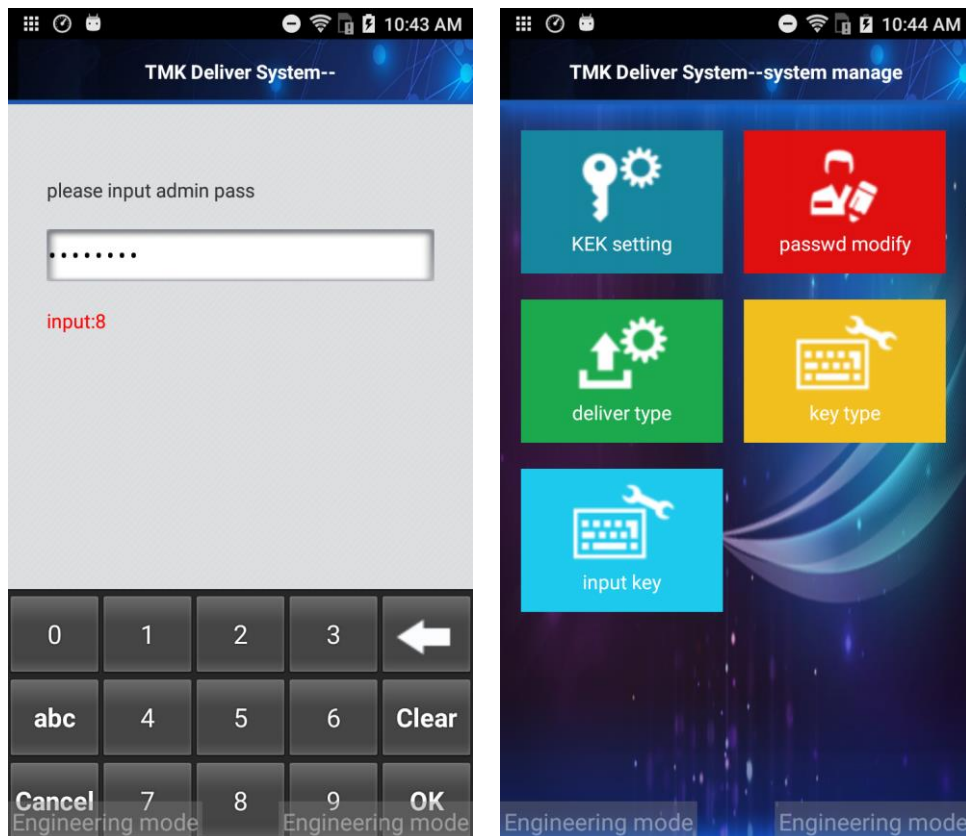 10:43 AM
TMK Deliver System--
please input admin pass
........
input:8
0 1 2 3
abc 4 5 6 Clear
Cancel 7 8 9 OK
Engineering mode Engineering mode
10:44 AM
TMK Deliver System--system manage
KEK setting passwd modify
deliver type key type
input key
Engineering mode Engineering mode